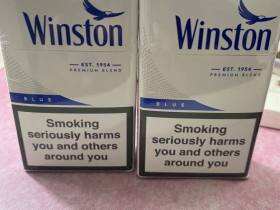 Winston
EST. 1954
PREMIUM BLEND
BLUE
Smoking
seriously harms
you and others
around you
Winston
EST. 1954
PREMIUM BLEND
BLUE
Smoking
seriously harms
you and others
around you